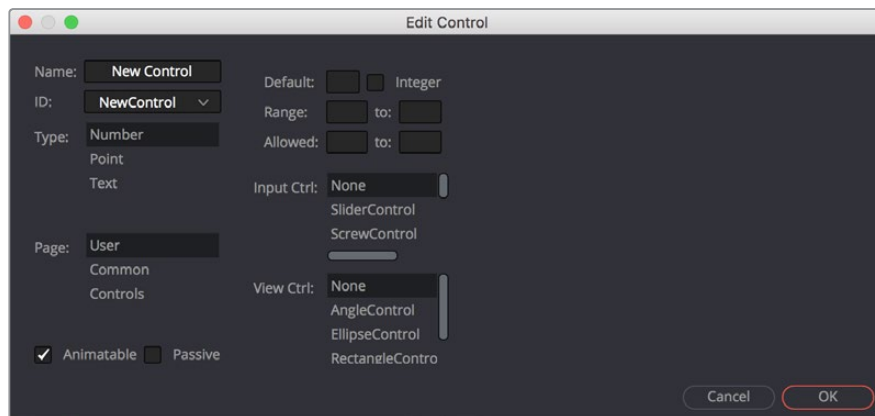 Edit Control
Name: New Control
ID: NewControl
Type: Number
Point
Text
Page: User
Common
Controls
Animatable Passive
Default: Integer
Range: to:
Allowed: to:
Input Ctrl: None
SliderControl
ScrewControl
View Ctrl: None
AngleControl
EllipseControl
RectangleContro
Cancel OK